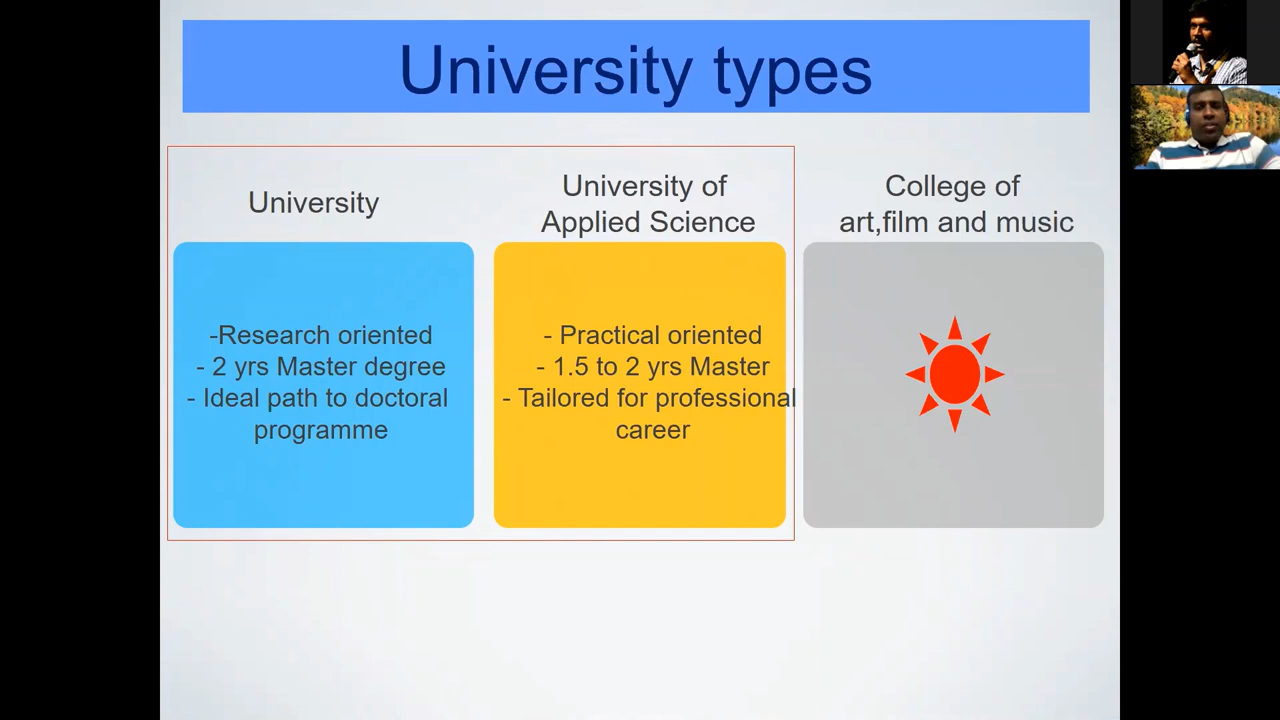 University types
University
-Research oriented
- 2 yrs Master degree
- Ideal path to doctoral
programme
University of
Applied Science
- Practical oriented
- 1.5 to 2 yrs Master
- Tailored for professional
career
College of
art,film and music